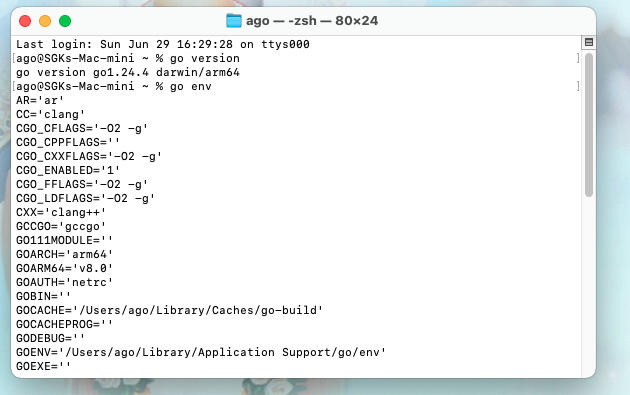 ago — -zsh — 80×24
Last login: Sun Jun 29 16:29:28 on ttys000
[ago@SGKs-Mac-mini ~ % go version ]
go version go1.24.4 darwin/arm64
[ago@SGKs-Mac-mini ~ % go env ]
AR='ar'
CC='clang'
CGO_CFLAGS='-O2 -g'
CGO_CPPFLAGS=''
CGO_CXXFLAGS='-O2 -g'
CGO_ENABLED='1'
CGO_FFLAGS='-O2 -g'
CGO_LDFLAGS='-O2 -g'
CXX='clang++'
GCCGO='gccgo'
GO111MODULE=''
GOARCH='arm64'
GOARM64='v8.0'
GOAUTH='netrc'
GOBIN=''
GOCACHE='/Users/ago/Library/Caches/go-build'
GOCACHEPROG=''
GODEBUG=''
GOENV='/Users/ago/Library/Application Support/go/env'
GOEXE=''